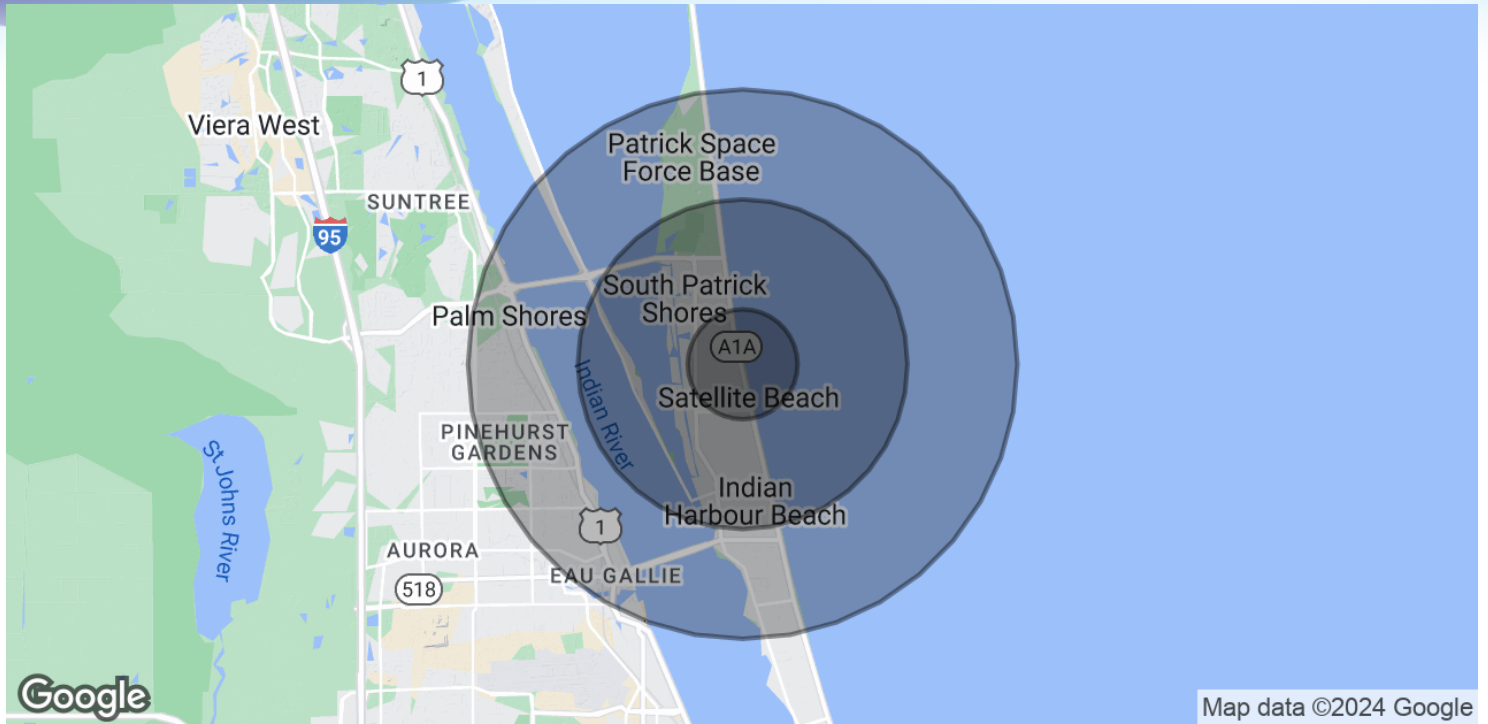 1
Viera West
Patrick Space
Force Base
SUNTREE
95
South Patrick
Shores
Palm Shores
A1A
Indian River
Satellite Beach
PINEHURST
GARDENS
St Johns River
Indian
Harbour Beach
1
AURORA
EAU GALLIE
518
Google
Map data ©2024 Google